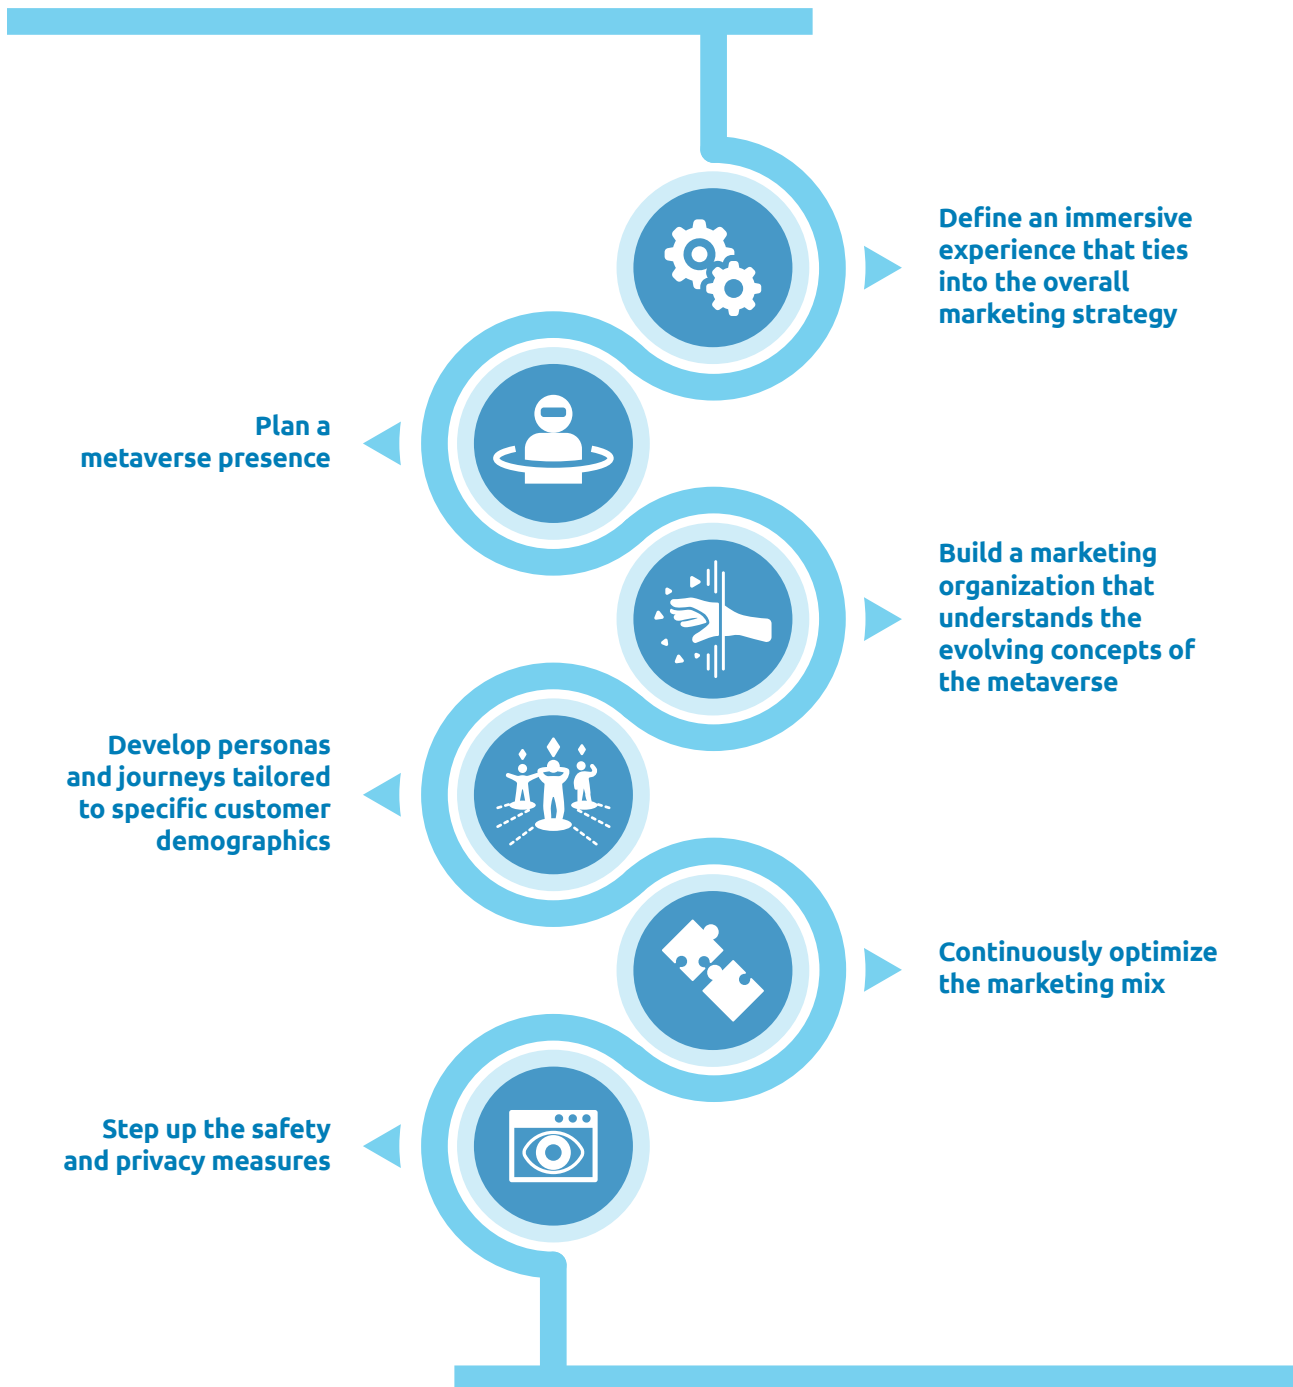 Define an immersive
experience that ties
into the overall
marketing strategy
Plan a
metaverse presence
Build a marketing
organization that
understands the
evolving concepts of
the metaverse
Develop personas
and journeys tailored
to specific customer
demographics
Continuously optimize
the marketing mix
Step up the safety
and privacy measures